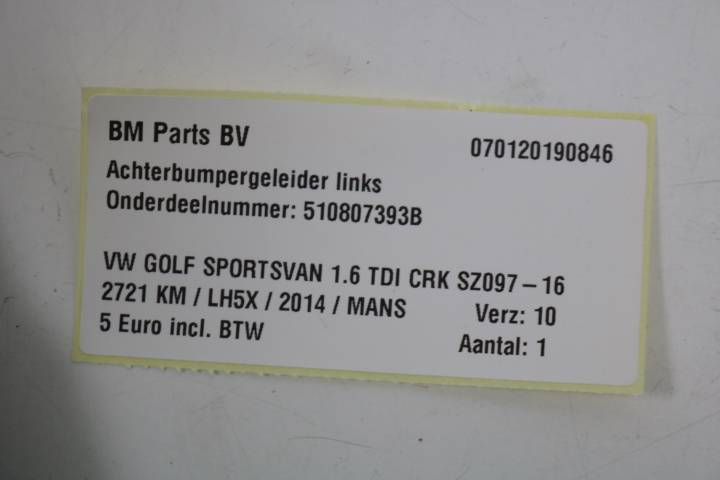 BM Parts BV 070120190846
Achterbumpergeleider links
Onderdeelnummer: 510807393B
VW GOLF SPORTSVAN 1.6 TDI CRK SZ097-16
2721 KM / LH5X / 2014 / MANS Verz: 10
5 Euro incl. BTW Aantal: 1